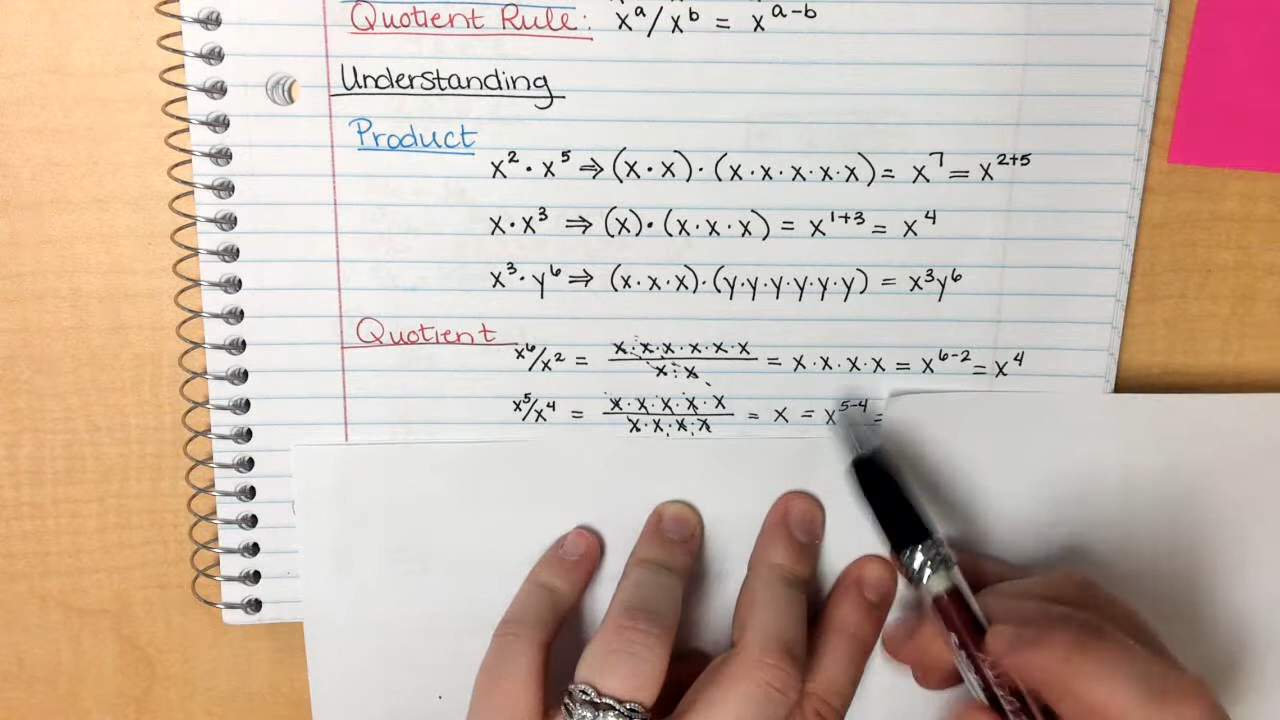 Quotient Rule: xᵃ/xᵇ = xᵃ⁻ᵇ
Understanding
Product
x² · x⁵ ⇒ (x · x) · (x · x · x · x · x) = x⁷ = x²⁺⁵
x · x³ ⇒ (x) · (x · x · x) = x¹⁺³ = x⁴
x³ · y⁶ ⇒ (x · x · x) · (y · y · y · y · y · y) = x³y⁶
Quotient
x⁶/x² = x · x · x · x · x · x / x · x = x · x · x · x = x⁶⁻² = x⁴
x⁵/x⁴ = x · x · x · x · x / x · x · x · x = x = x⁵⁻⁴ =